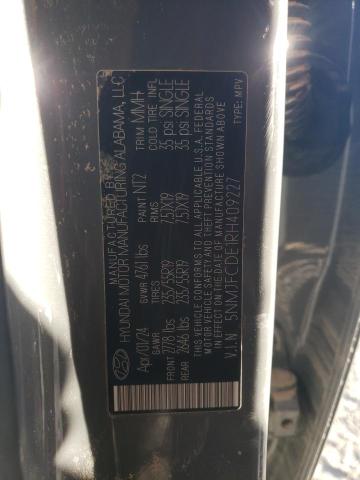 MANUFACTURED BY
HYUNDAI MOTOR MANUFACTURING ALABAMA, LLC
Apr/01/24 GVWR 4761 lbs PAINT NTZ TRIM MMH
GAWR TIRES RIMS COLD TIRE INFL
FRONT 2778 lbs 235/55R19 7.5JX19 35 psi SINGLE
REAR 2646 lbs 235/55R19 7.5JX19 35 psi SINGLE
THIS VEHICLE CONFORMS TO ALL APPLICABLE U.S.A. FEDERAL
MOTOR VEHICLE SAFETY AND THEFT PREVENTION STANDARDS
IN EFFECT ON THE DATE OF MANUFACTURE SHOWN ABOVE.
V.I.N. TYPE: MPV